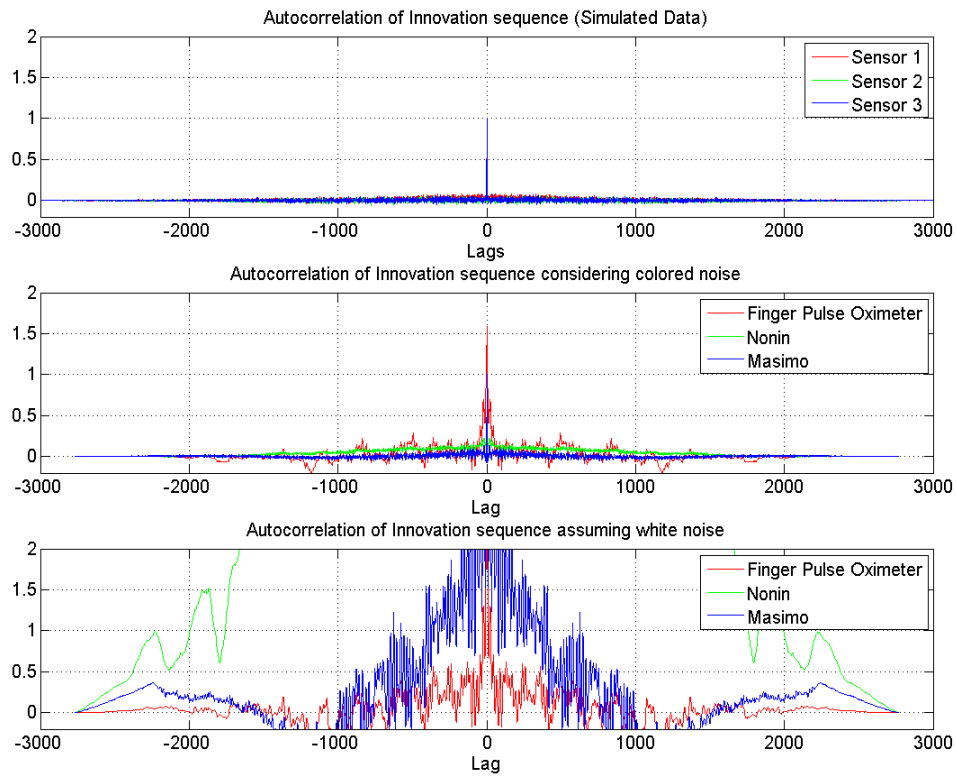 Autocorrelation of Innovation sequence (Simulated Data)
2
1.5
1
0.5
0
-3000 -2000 -1000 0 1000 2000 3000
Lags
Sensor 1
Sensor 2
Sensor 3
Autocorrelation of Innovation sequence considering colored noise
2
1.5
1
0.5
0
-3000 -2000 -1000 0 1000 2000 3000
Lag
Finger Pulse Oximeter
Nonin
Masimo
Autocorrelation of Innovation sequence assuming white noise
2
1.5
1
0.5
0
-3000 -2000 -1000 0 1000 2000 3000
Lag
Finger Pulse Oximeter
Nonin
Masimo